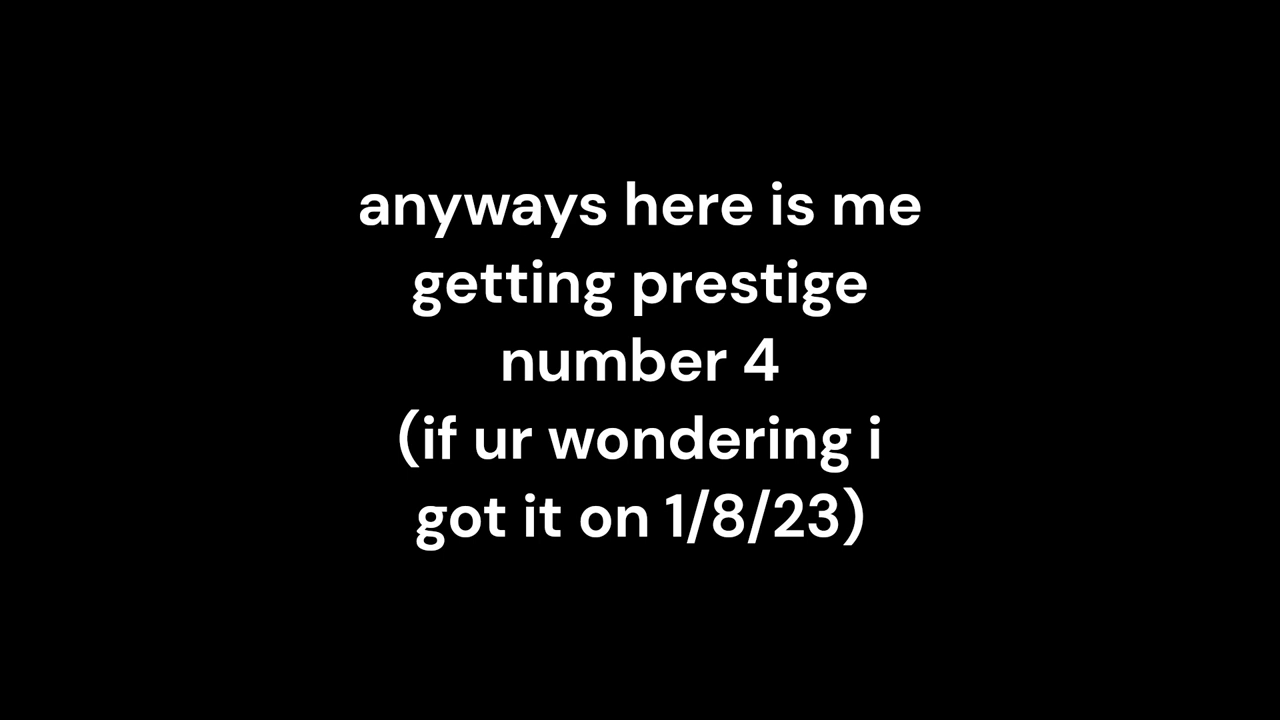 anyways here is me
getting prestige
number 4
(if ur wondering i
got it on 1/8/23)